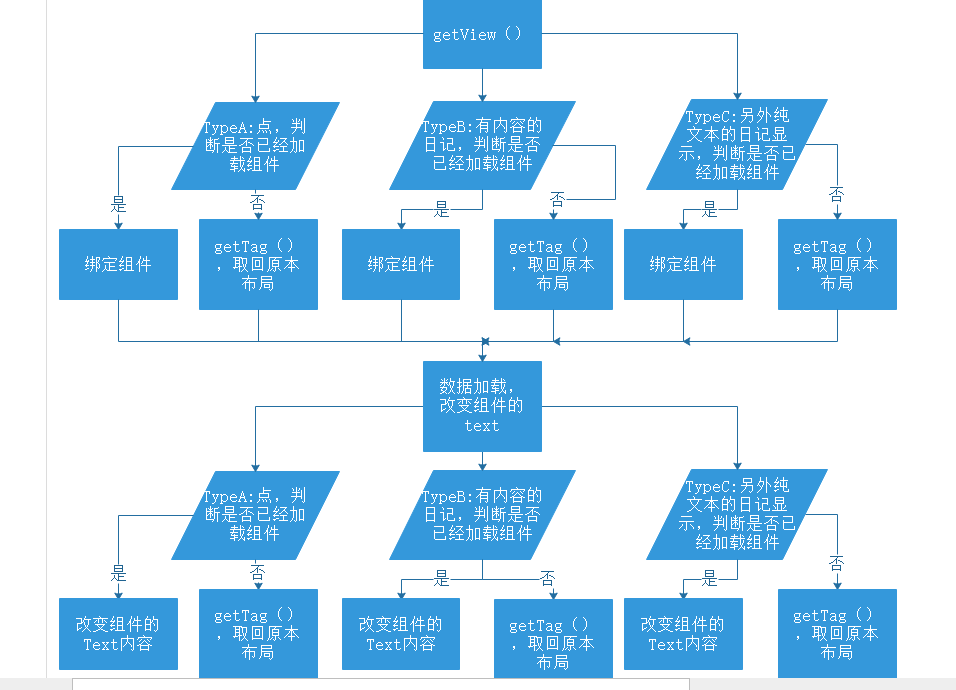 getView（）
TypeA:点，判
断是否已经加
载组件
TypeB:有内容的
日记，判断是否
已经加载组件
TypeC:另外纯
文本的日记显
示，判断是否已
经加载组件
是
否
是
否
是
否
绑定组件
getTag（）
，取回原本
布局
绑定组件
getTag（）
，取回原本
布局
绑定组件
getTag（）
，取回原本
布局
数据加载，
改变组件的
text
TypeA:点，判
断是否已经加
载组件
TypeB:有内容的
日记，判断是否
已经加载组件
TypeC:另外纯
文本的日记显
示，判断是否已
经加载组件
是
否
是
否
是
否
改变组件的
Text内容
getTag（）
，取回原本
布局
改变组件的
Text内容
getTag（）
，取回原本
布局
改变组件的
Text内容
getTag（）
，取回原本
布局